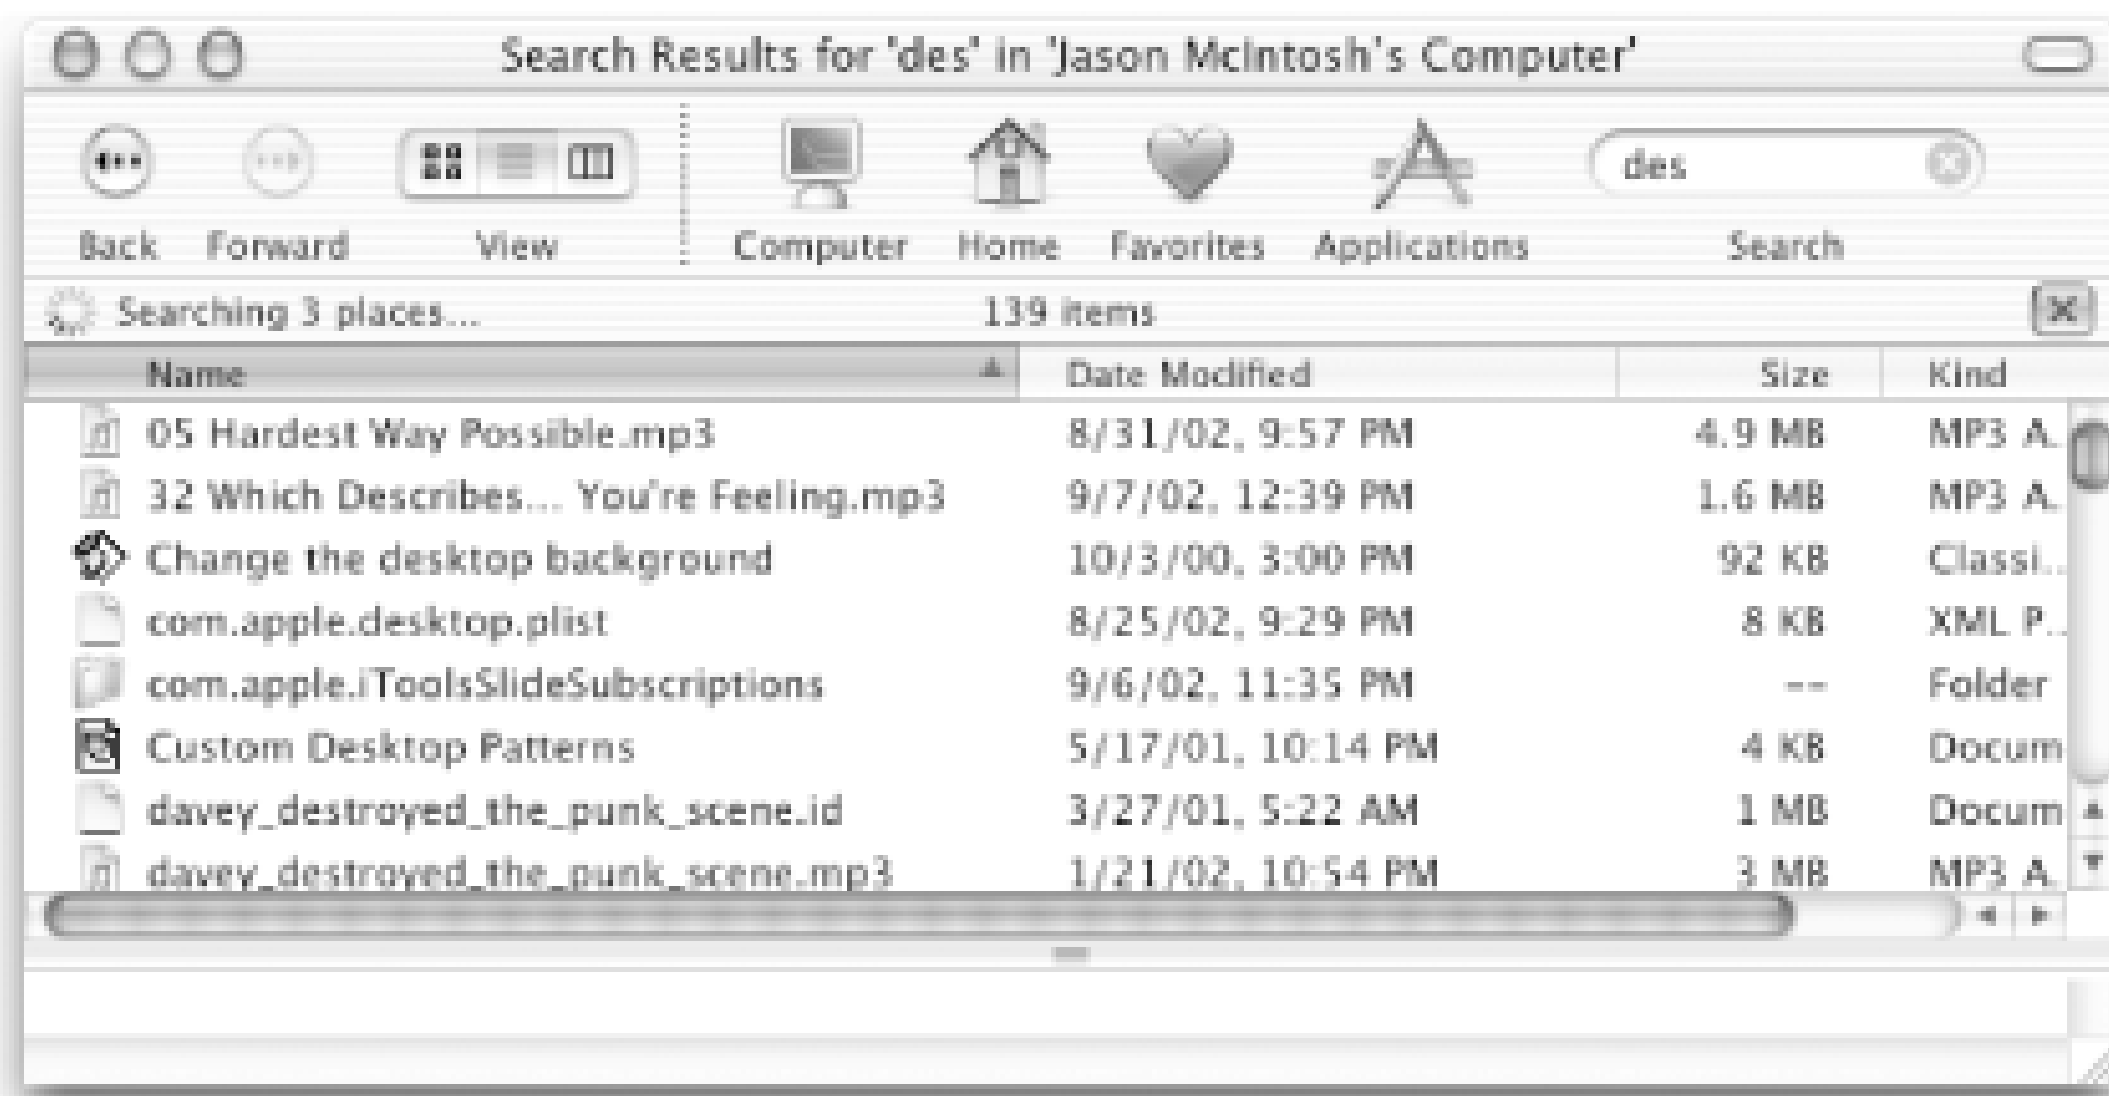 Search Results for 'des' in 'Jason McIntosh's Computer'
des
Back Forward View Computer Home Favorites Applications Search
Searching 3 places... 139 items
Name Date Modified Size Kind
05 Hardest Way Possible.mp3 8/31/02, 9:57 PM 4.9 MB MP3 A.
32 Which Describes... You're Feeling.mp3 9/7/02, 12:39 PM 1.6 MB MP3 A.
Change the desktop background 10/3/00, 3:00 PM 92 KB Classi..
com.apple.desktop.plist 8/25/02, 9:29 PM 8 KB XML P..
com.apple.iToolsSlideSubscriptions 9/6/02, 11:35 PM -- Folder
Custom Desktop Patterns 5/17/01, 10:14 PM 4 KB Docum
davey_destroyed_the_punk_scene.id 3/27/01, 5:22 AM 1 MB Docum
davey_destroyed_the_punk_scene.mp3 1/21/02, 10:54 PM 3 MB MP3 A.